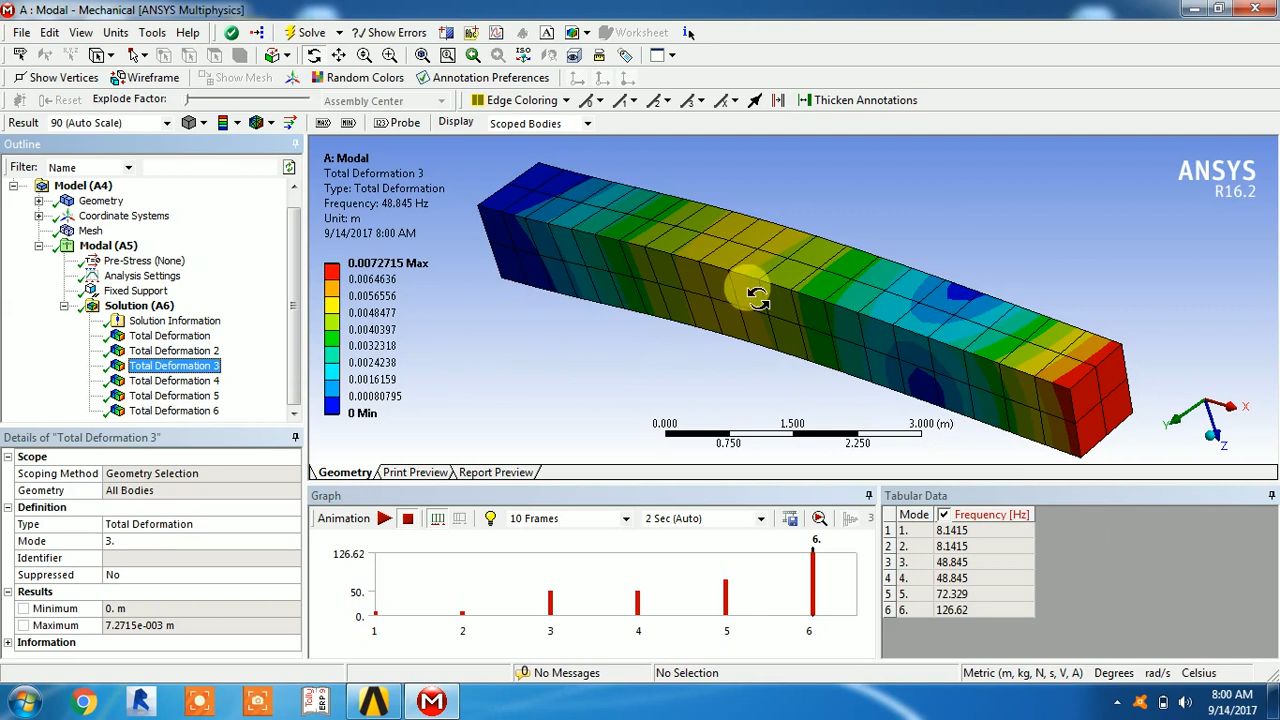 A : Modal - Mechanical [ANSYS Multiphysics]
File Edit View Units Tools Help Solve Show Errors Worksheet
Show Vertices Wireframe Show Mesh Random Colors Annotation Preferences
Reset Explode Factor: Assembly Center Edge Coloring Thicken Annotations
Result 90 (Auto Scale) Probe Display Scoped Bodies
Outline
Filter: Name
Model (A4)
Geometry
Coordinate Systems
Mesh
Modal (A5)
Pre-Stress (None)
Analysis Settings
Fixed Support
Solution (A6)
Solution Information
Total Deformation
Total Deformation 2
Total Deformation 3
Total Deformation 4
Total Deformation 5
Total Deformation 6
Details of "Total Deformation 3"
Scope
Scoping Method Geometry Selection
Geometry All Bodies
Definition
Type Total Deformation
Mode 3.
Identifier
Suppressed No
Results
Minimum 0. m
Maximum 7.2715e-003 m
Information
A: Modal
Total Deformation 3
Type: Total Deformation
Frequency: 48.845 Hz
Unit: m
9/14/2017 8:00 AM
0.0072715 Max
0.0064636
0.0056556
0.0048477
0.0040397
0.0032318
0.0024238
0.0016159
0.00080795
0 Min
ANSYS
R16.2
0.000 1.500 3.000 (m)
0.750 2.250
X
Y
Z
Geometry Print Preview Report Preview
Graph
Animation 10 Frames 2 Sec (Auto) 3
6.
126.62
50.
0.
1 2 3 4 5 6
Tabular Data
Mode Frequency [Hz]
1 1. 8.1415
2 2. 8.1415
3 3. 48.845
4 4. 48.845
5 5. 72.329
6 6. 126.62
0 No Messages No Selection Metric (m, kg, N, s, V, A) Degrees rad/s Celsius
Tally
ERP 9
8:00 AM
9/14/2017